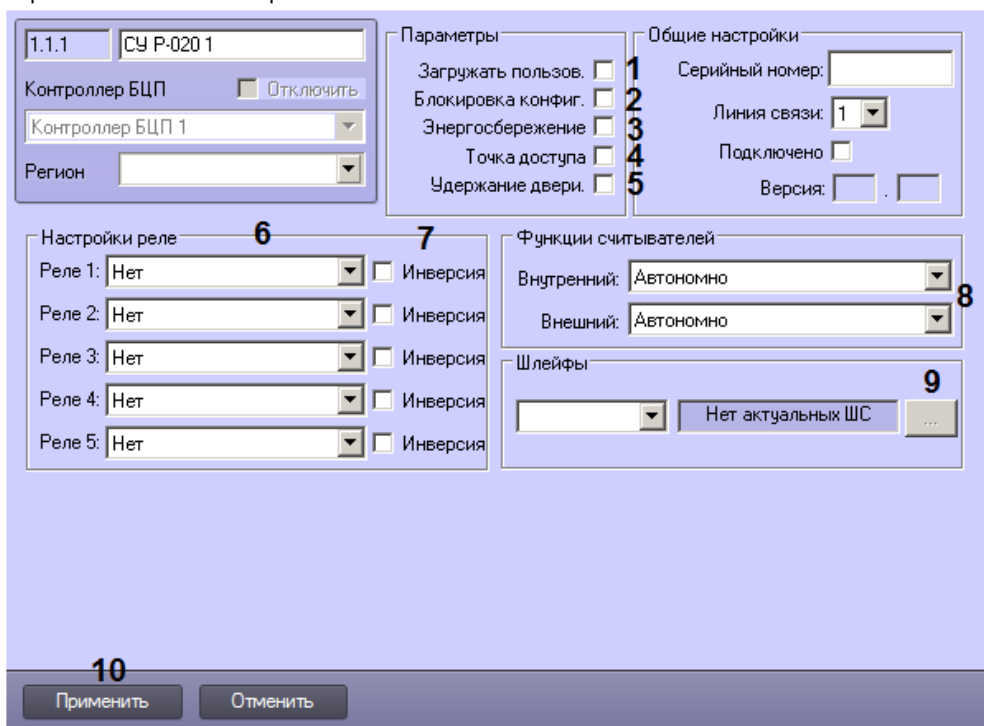 1.1.1 СУ Р-020 1
Контроллер БЦП Отключить
Контроллер БЦП 1
Регион
Параметры
Загружать пользов. 1
Блокировка конфиг. 2
Энергосбережение 3
Точка доступа 4
Удержание двери. 5
Общие настройки
Серийный номер:
Линия связи: 1
Подключено
Версия: .
Настройки реле 6 7
Реле 1: Нет Инверсия
Реле 2: Нет Инверсия
Реле 3: Нет Инверсия
Реле 4: Нет Инверсия
Реле 5: Нет Инверсия
Функции считывателей
Внутренний: Автономно
8
Внешний: Автономно
Шлейфы
9
Нет актуальных ШС ...
10
Применить Отменить